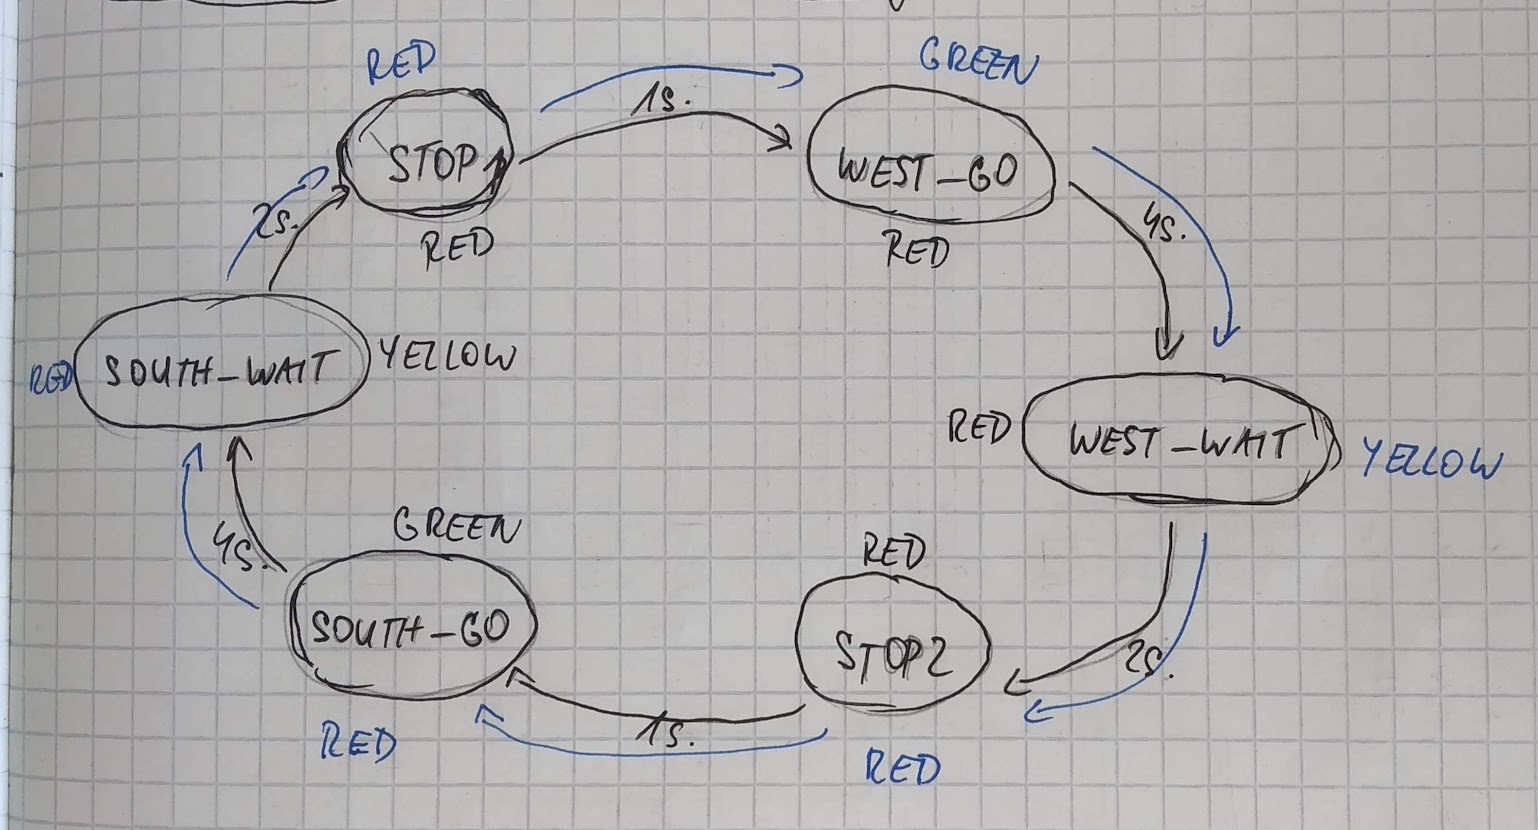 RED
GREEN
1s.
STOP1
WEST_GO
2s.
4s.
RED
RED
RED
SOUTH_WAIT
YELLOW
RED
WEST_WAIT
YELLOW
GREEN
4s.
RED
SOUTH_GO
STOP2
2s.
1s.
RED
RED